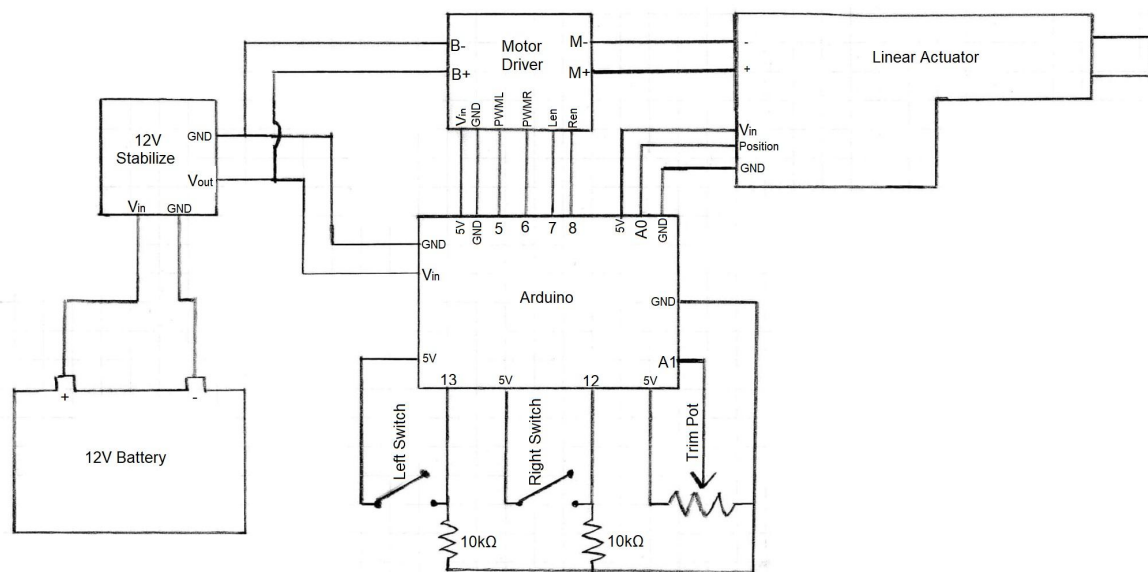 B-
Motor
Driver
M-
B+
M+
Vin
GND
PWML
PWMR
Len
Ren
-
+
Linear Actuator
Vin
Position
GND
12V
Stabilize
GND
Vout
Vin
GND
5V
GND
5
6
7
8
5V
A0
GND
GND
Vin
Arduino
GND
5V
A1
13
5V
12
5V
+
-
12V Battery
Left Switch
Right Switch
Trim Pot
10kΩ
10kΩ